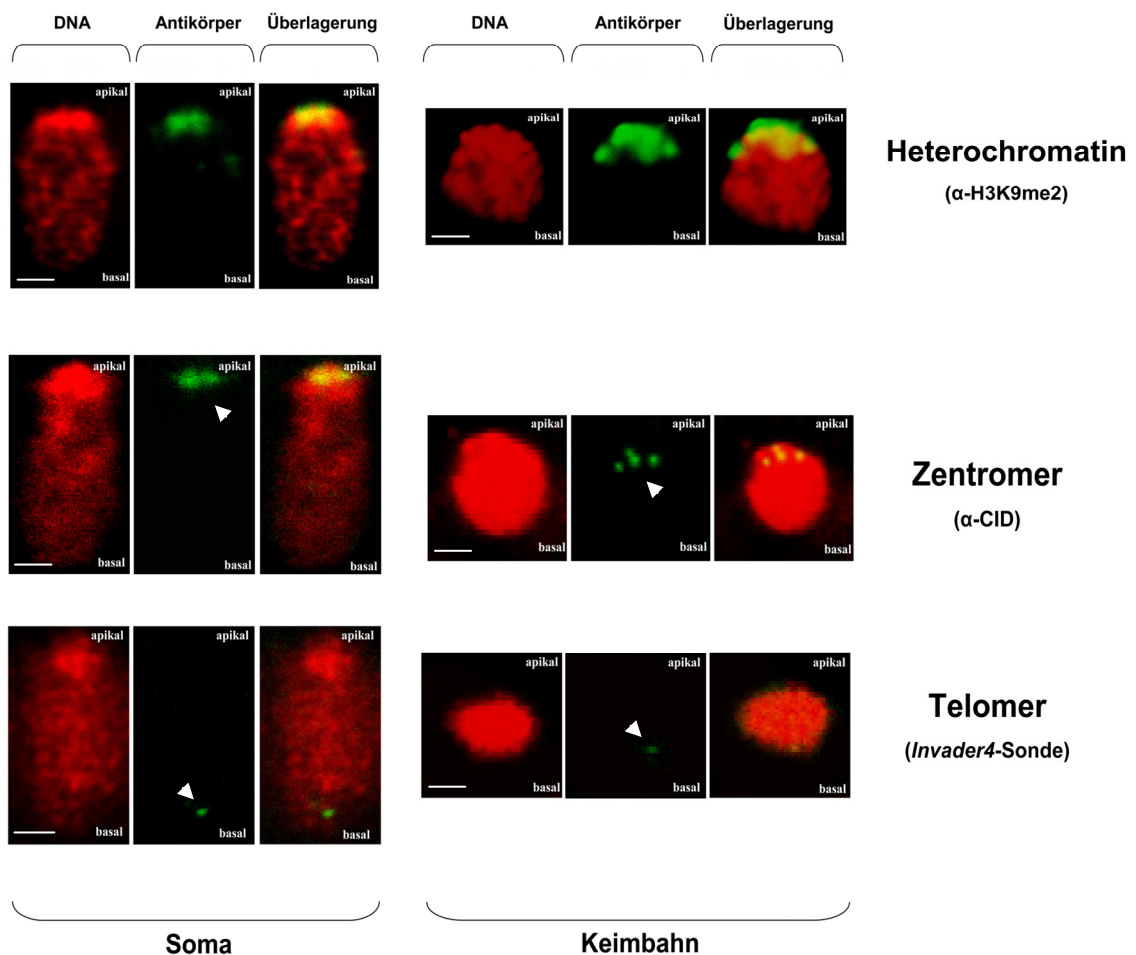 DNA Antikörper Überlagerung DNA Antikörper Überlagerung
apikal apikal apikal
apikal apikal apikal
Heterochromatin
(α-H3K9me2)
basal basal basal
basal basal basal
apikal apikal apikal
apikal apikal apikal
Zentromer
(α-CID)
basal basal basal
basal basal basal
apikal apikal apikal
apikal apikal apikal
Telomer
(Invader4-Sonde)
basal basal basal
basal basal basal
Soma Keimbahn